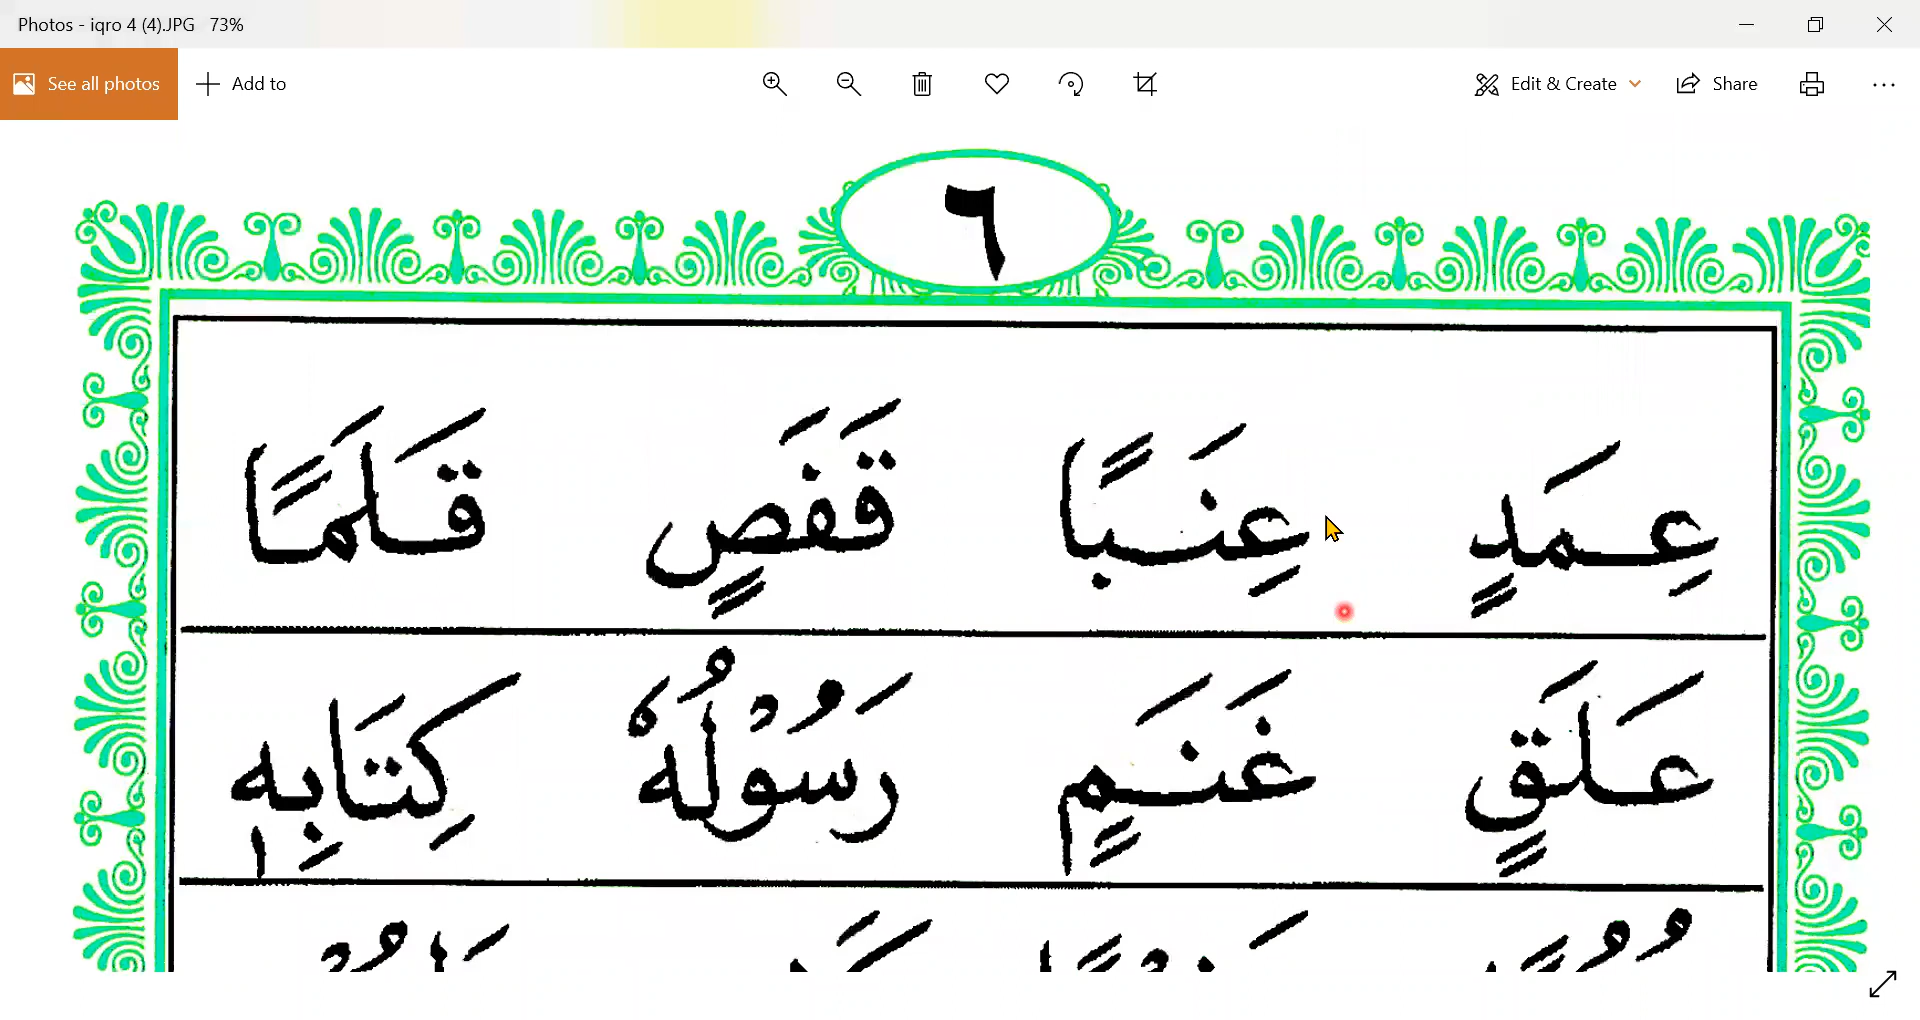 Photos - iqro 4 (4).JPG 73%
See all photos Add to Edit & Create Share
٦
عِمَدٍ عِنَبًا قَفَصٍ قَلَمًا
عَلَقٍ غَنَمٍ رَسُوْلُهٗ كِتَابِهٖ